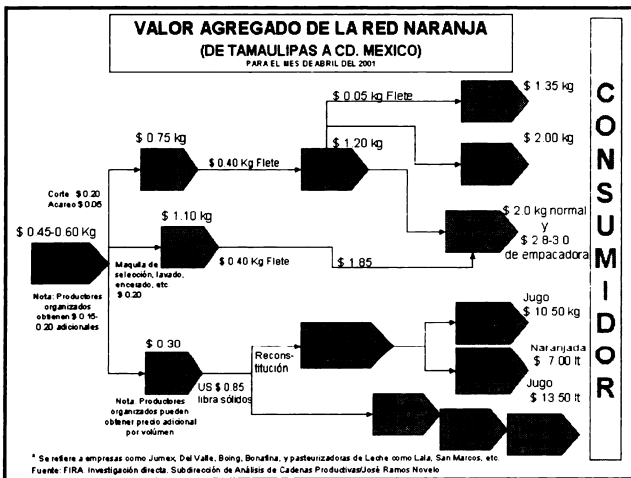 VALOR AGREGADO DE LA RED NARANJA
(DE TAMAULIPAS A CD. MEXICO)
PARA EL MES DE ABRIL DEL 2001
$ 0.05 kg Flete
$ 1.35 kg
$ 0.75 kg
$ 1.20 kg
$ 2.00 kg
$ 0.40 Kg Flete
Corte $ 0.20
Acareo $ 0.05
$ 0.45-0.60 Kg
$ 1.10 kg
$ 2.0 kg normal
y
$ 2.8-3.0
de empacadora
Maquila de
selección, lavado,
encerado, etc.
$ 0.20
$ 0.40 Kg Flete
$ 1.85
Nota: Productores
organizados
obtienen $ 0.15-
0.20 adicionales
$ 0.30
Reconstitución
Jugo
$ 10.50 kg
Naranjada
$ 7.00 lt
Jugo
$ 13.50 lt
US $ 0.85
libra sólidos
Nota: Productores
organizados pueden
obtener precio adicional
por volúmen
CONSUMIDOR
* Se refiere a empresas como Jumex, Del Valle, Boing, Bonafina, y pasteurizadoras de Leche como Lala, San Marcos, etc.
Fuente: FIRA. Investigación directa. Subdirección de Análisis de Cadenas Productivas/José Ramos Novelo